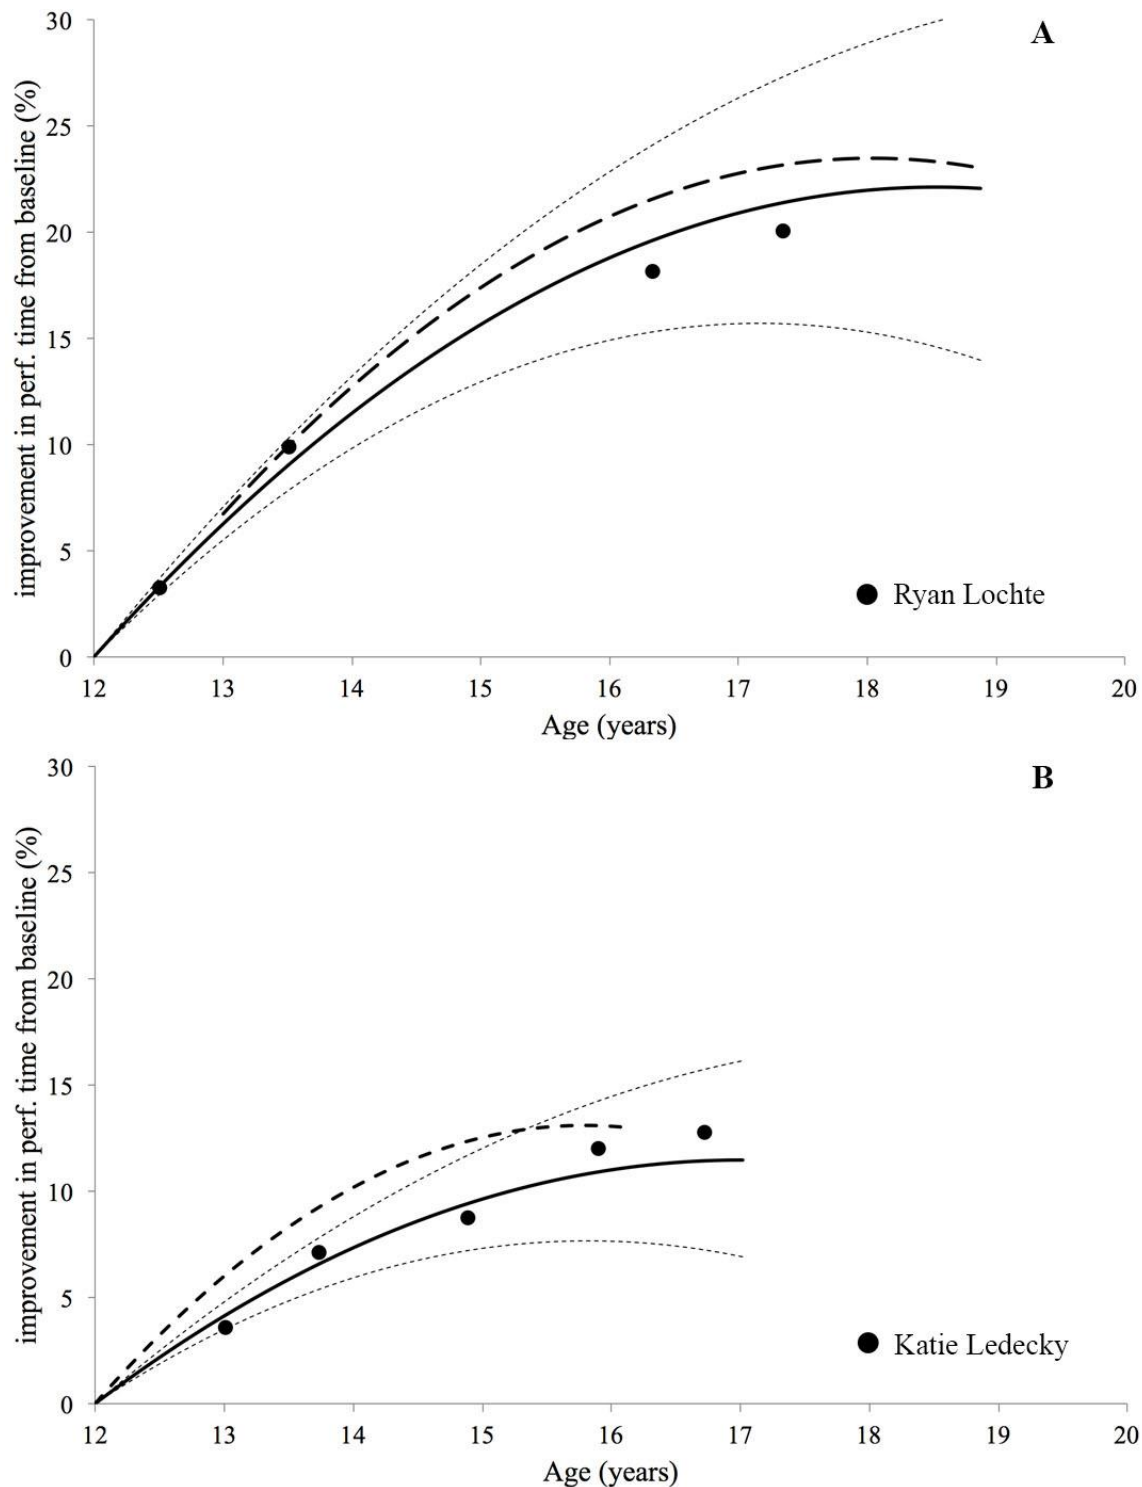 A
improvement in perf. time from baseline (%)
30
25
20
15
10
5
0
Ryan Lochte
12 13 14 15 16 17 18 19 20
Age (years)
B
improvement in perf. time from baseline (%)
30
25
20
15
10
5
0
Katie Ledecky
12 13 14 15 16 17 18 19 20
Age (years)